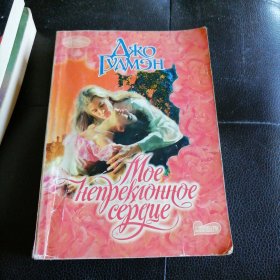 Джо
Гудмэн
Мое
непреклонное
сердце